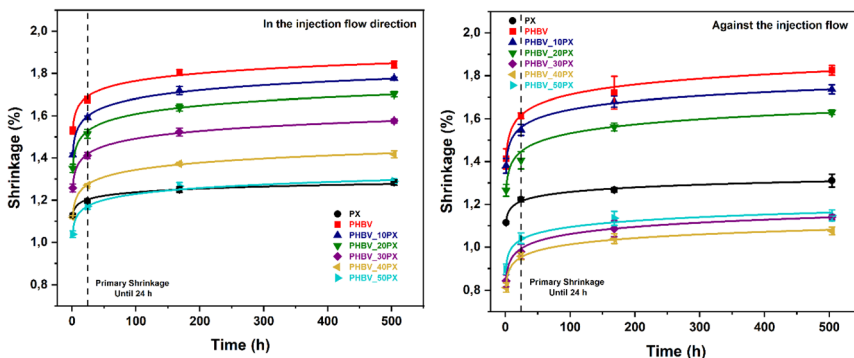 In the injection flow direction
2,0
1,8
1,6
1,4
1,2
1,0
0,8
Shrinkage (%)
PX
PHBV
PHBV_10PX
PHBV_20PX
PHBV_30PX
PHBV_40PX
PHBV_50PX
Primary Shrinkage
Until 24 h
0
100
200
300
400
500
Time (h)
Against the injection flow
PX
PHBV
PHBV_10PX
PHBV_20PX
PHBV_30PX
PHBV_40PX
PHBV_50PX
2,0
1,8
1,6
1,4
1,2
1,0
0,8
Shrinkage (%)
Primary Shrinkage
Until 24 h
0
100
200
300
400
500
Time (h)